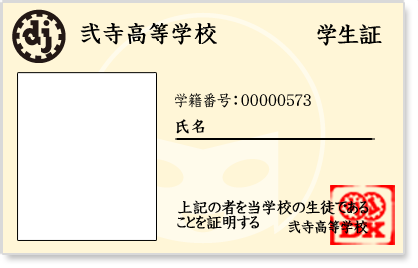 dj 弐寺高等学校 学生証
学籍番号：00000573
氏名
上記の者を当学校の生徒である
ことを証明する 弐寺高等学校
DX